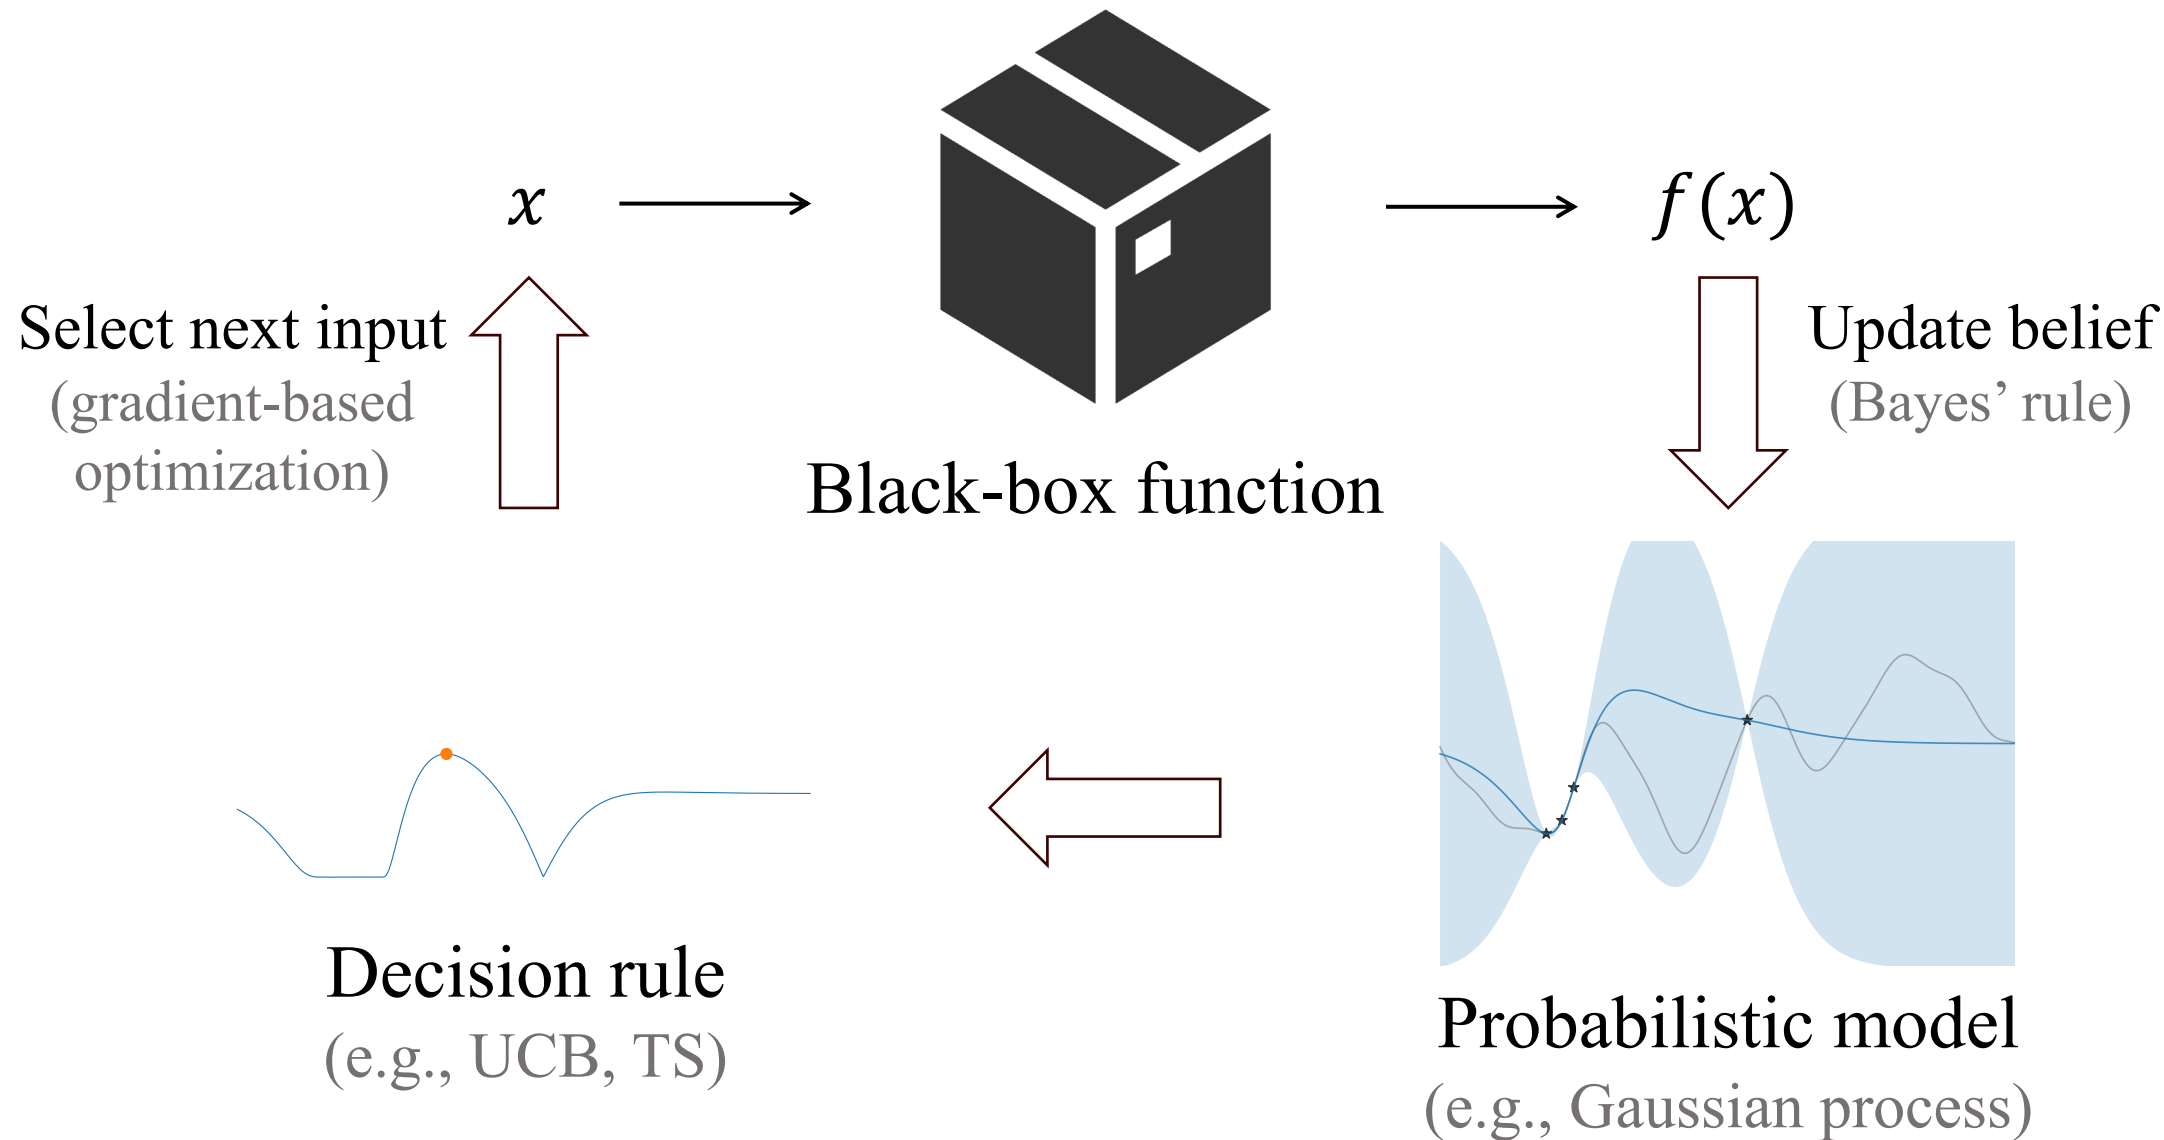 x
f(x)
Select next input
(gradient-based
optimization)
Update belief
(Bayes’ rule)
Black-box function
Decision rule
(e.g., UCB, TS)
Probabilistic model
(e.g., Gaussian process)